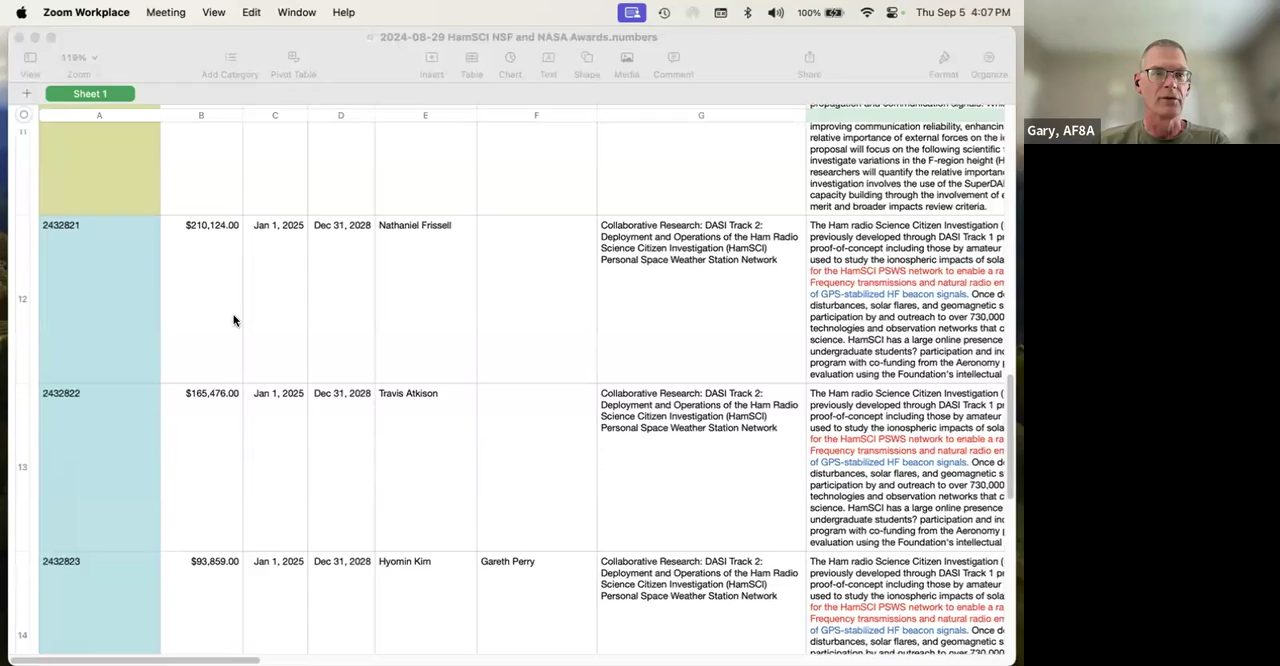 Zoom Workplace Meeting View Edit Window Help 100% Thu Sep 5 4:07 PM
2024-08-29 HamSCI NSF and NASA Awards.numbers
119%
View Zoom Add Category Pivot Table Insert Table Chart Text Shape Media Comment Share Format Organize
+ Sheet 1
A B C D E F G
11
improving communication reliability, enhancin
relative importance of external forces on the i
proposal will focus on the following scientific
investigate variations in the F-region height (H
researchers will quantify the relative importan
investigation involves the use of the SuperDA
capacity building through the involvement of e
merit and broader impacts review criteria.
12
2432821 $210,124.00 Jan 1, 2025 Dec 31, 2028 Nathaniel Frissell
Collaborative Research: DASI Track 2:
Deployment and Operations of the Ham Radio
Science Citizen Investigation (HamSCI)
Personal Space Weather Station Network
The Ham radio Science Citizen Investigation (
previously developed through DASI Track 1 p
proof-of-concept including those by amateur
used to study the ionospheric impacts of sola
for the HamSCI PSWS network to enable a ra
Frequency transmissions and natural radio em
of GPS-stabilized HF beacon signals. Once d
disturbances, solar flares, and geomagnetic s
participation by and outreach to over 730,000
technologies and observation networks that c
science. HamSCI has a large online presence
undergraduate students? participation and inc
program with co-funding from the Aeronomy p
evaluation using the Foundation's intellectual
13
2432822 $165,476.00 Jan 1, 2025 Dec 31, 2028 Travis Atkison
Collaborative Research: DASI Track 2:
Deployment and Operations of the Ham Radio
Science Citizen Investigation (HamSCI)
Personal Space Weather Station Network
The Ham radio Science Citizen Investigation (
previously developed through DASI Track 1 p
proof-of-concept including those by amateur
used to study the ionospheric impacts of sola
for the HamSCI PSWS network to enable a ra
Frequency transmissions and natural radio em
of GPS-stabilized HF beacon signals. Once d
disturbances, solar flares, and geomagnetic s
participation by and outreach to over 730,000
technologies and observation networks that c
science. HamSCI has a large online presence
undergraduate students? participation and inc
program with co-funding from the Aeronomy p
evaluation using the Foundation's intellectual
14
2432823 $93,859.00 Jan 1, 2025 Dec 31, 2028 Hyomin Kim Gareth Perry
Collaborative Research: DASI Track 2:
Deployment and Operations of the Ham Radio
Science Citizen Investigation (HamSCI)
Personal Space Weather Station Network
The Ham radio Science Citizen Investigation (
previously developed through DASI Track 1 p
proof-of-concept including those by amateur
used to study the ionospheric impacts of sola
for the HamSCI PSWS network to enable a ra
Frequency transmissions and natural radio em
of GPS-stabilized HF beacon signals. Once d
disturbances, solar flares, and geomagnetic s
Gary, AF8A